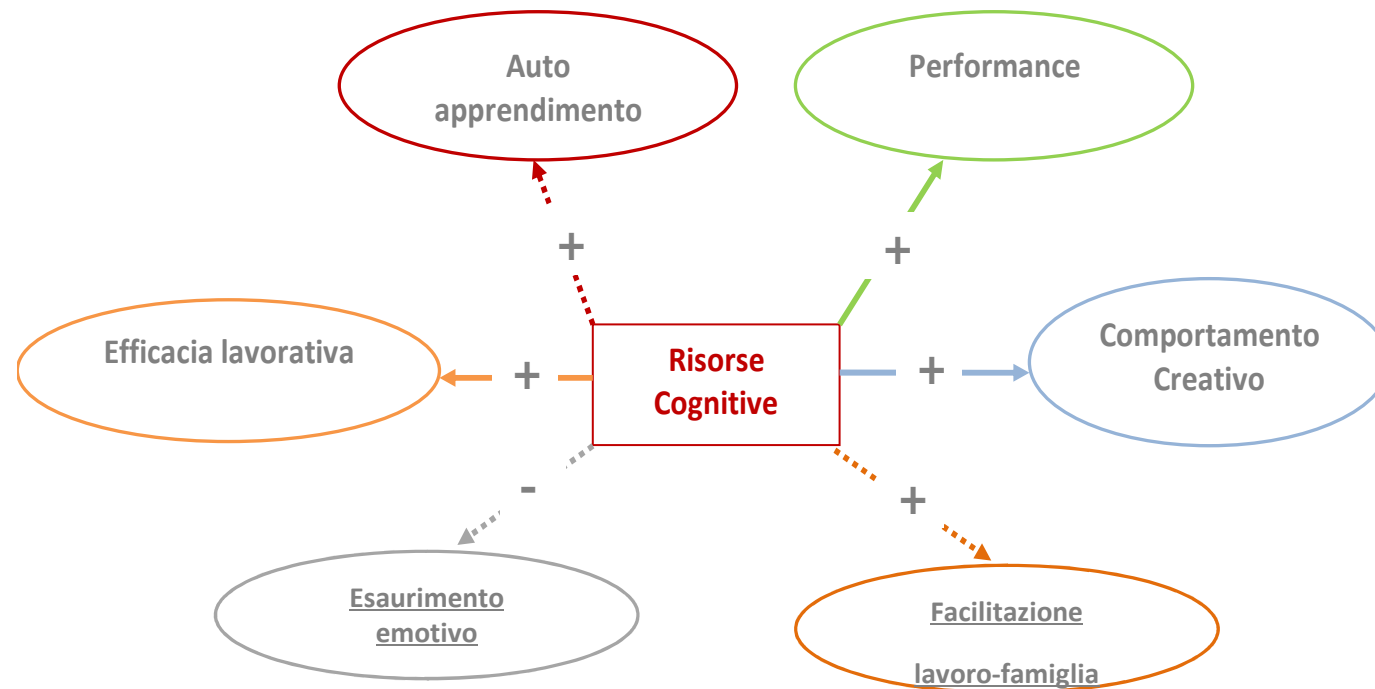 Auto
apprendimento
Performance
+
+
Efficacia lavorativa
+
Risorse
Cognitive
+
Comportamento
Creativo
-
+
Esaurimento
emotivo
Facilitazione
lavoro-famiglia